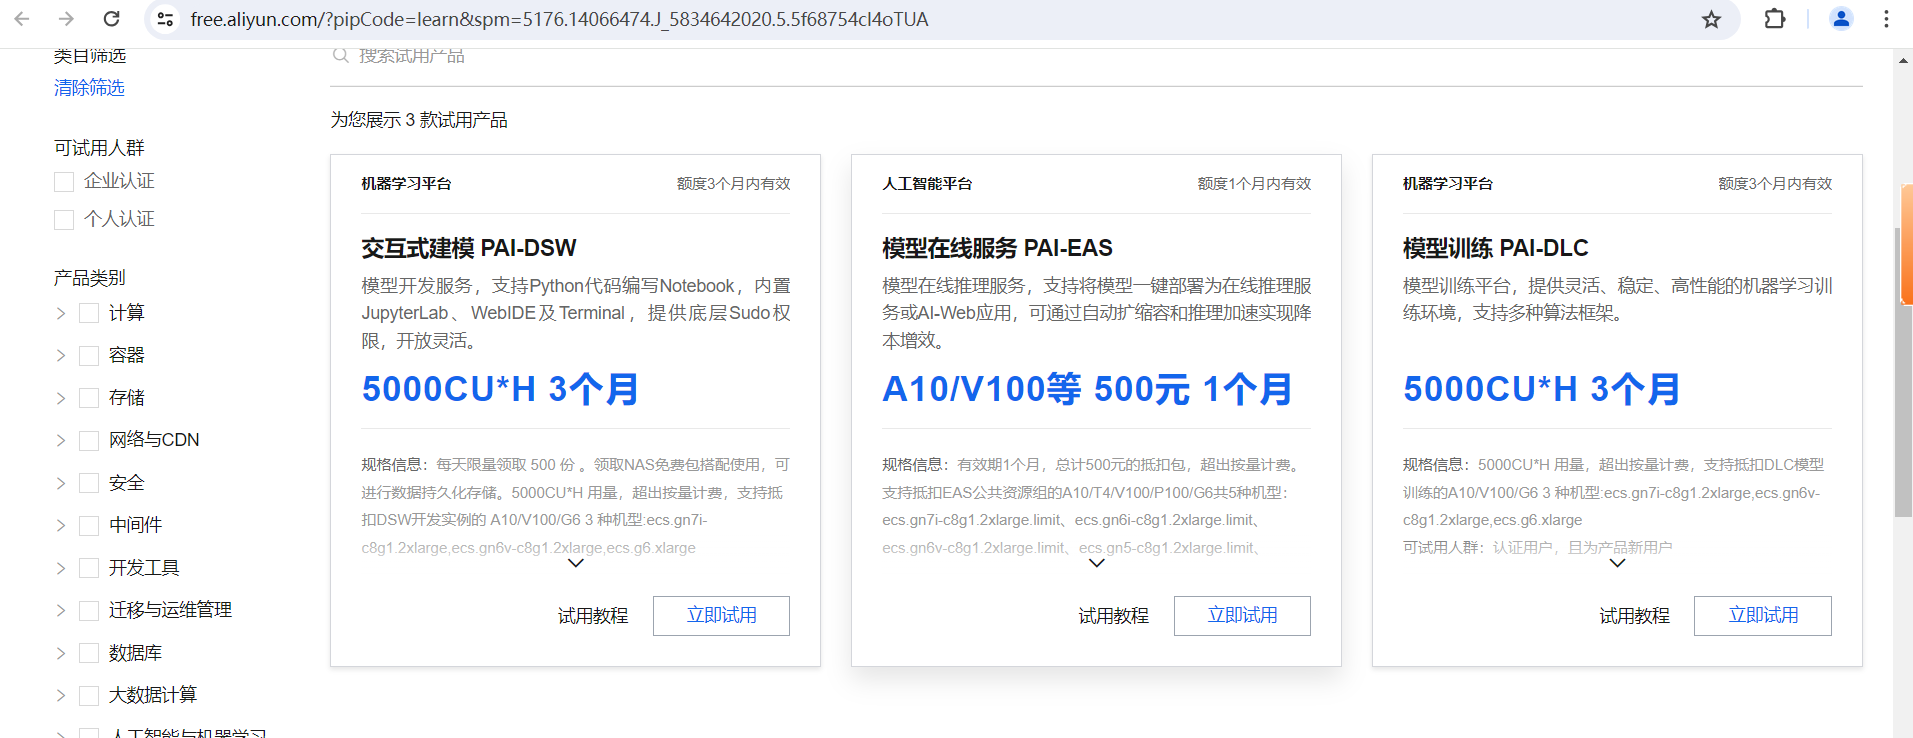 free.aliyun.com/?pipCode=learn&spm=5176.14066474.J_5834642020.5.5f68754cI4oTUA
类目筛选
清除筛选
可试用人群
企业认证
个人认证
产品类别
计算
容器
存储
网络与CDN
安全
中间件
开发工具
迁移与运维管理
数据库
大数据计算
人工智能与机器学习
搜索试用产品
为您展示 3 款试用产品
机器学习平台
额度3个月内有效
交互式建模 PAI-DSW
模型开发服务，支持Python代码编写Notebook，内置
JupyterLab、WebIDE及Terminal，提供底层Sudo权
限，开放灵活。
5000CU*H 3个月
规格信息：每天限量领取 500 份 。领取NAS免费包搭配使用，可
进行数据持久化存储。5000CU*H 用量，超出按量计费，支持抵
扣DSW开发实例的 A10/V100/G6 3 种机型:ecs.gn7i-
c8g1.2xlarge,ecs.gn6v-c8g1.2xlarge,ecs.g6.xlarge
试用教程
立即试用
人工智能平台
额度1个月内有效
模型在线服务 PAI-EAS
模型在线推理服务，支持将模型一键部署为在线推理服
务或AI-Web应用，可通过自动扩缩容和推理加速实现降
本增效。
A10/V100等 500元 1个月
规格信息：有效期1个月，总计500元的抵扣包，超出按量计费。
支持抵扣EAS公共资源组的A10/T4/V100/P100/G6共5种机型：
ecs.gn7i-c8g1.2xlarge.limit、ecs.gn6i-c8g1.2xlarge.limit、
ecs.gn6v-c8g1.2xlarge.limit、ecs.gn5-c8g1.2xlarge.limit、
试用教程
立即试用
机器学习平台
额度3个月内有效
模型训练 PAI-DLC
模型训练平台，提供灵活、稳定、高性能的机器学习训
练环境，支持多种算法框架。
5000CU*H 3个月
规格信息：5000CU*H 用量，超出按量计费，支持抵扣DLC模型
训练的A10/V100/G6 3 种机型:ecs.gn7i-c8g1.2xlarge,ecs.gn6v-
c8g1.2xlarge,ecs.g6.xlarge
可试用人群：认证用户，且为产品新用户
试用教程
立即试用